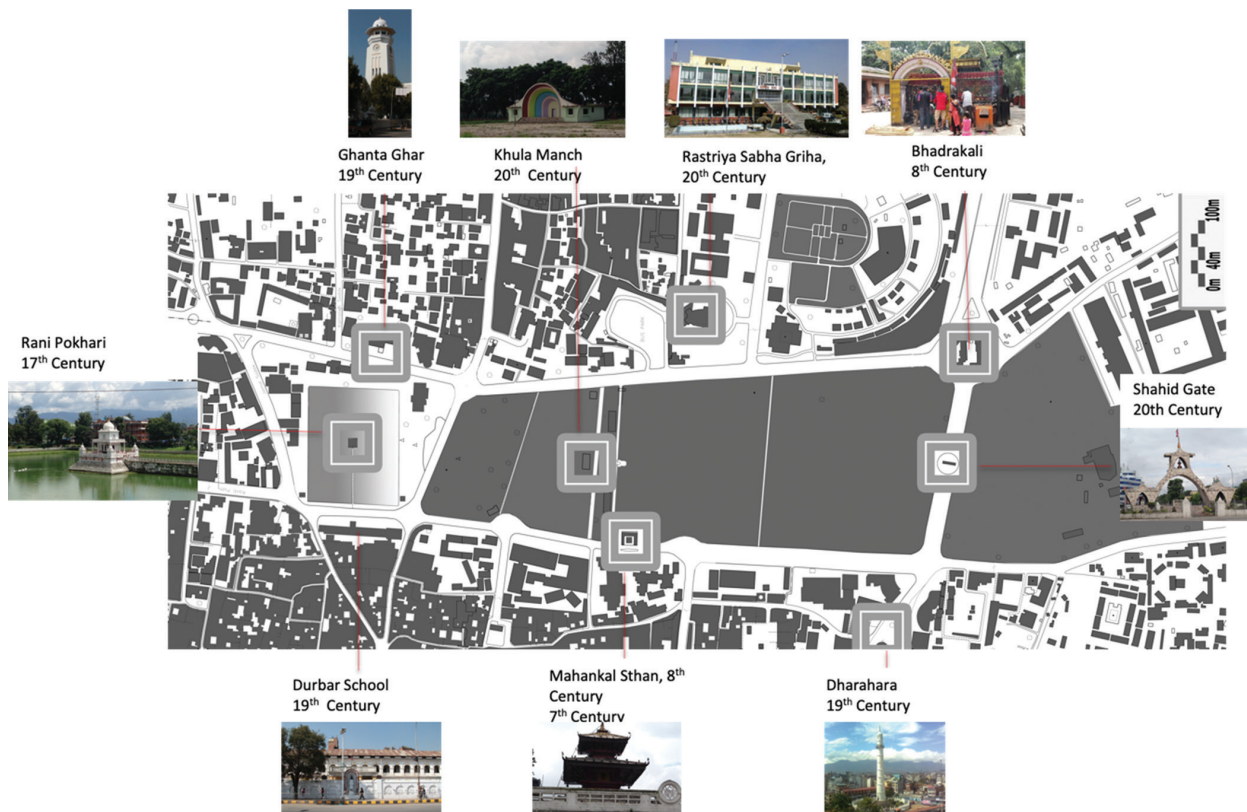 Ghanta Ghar
19th Century
Khula Manch
20th Century
Rastriya Sabha Griha,
20th Century
Bhadrakali
8th Century
0m 40m 100m
Rani Pokhari
17th Century
BUS PARK
Shahid Gate
20th Century
Durbar School
19th Century
Mahankal Sthan, 8th
Century
7th Century
Dharahara
19th Century